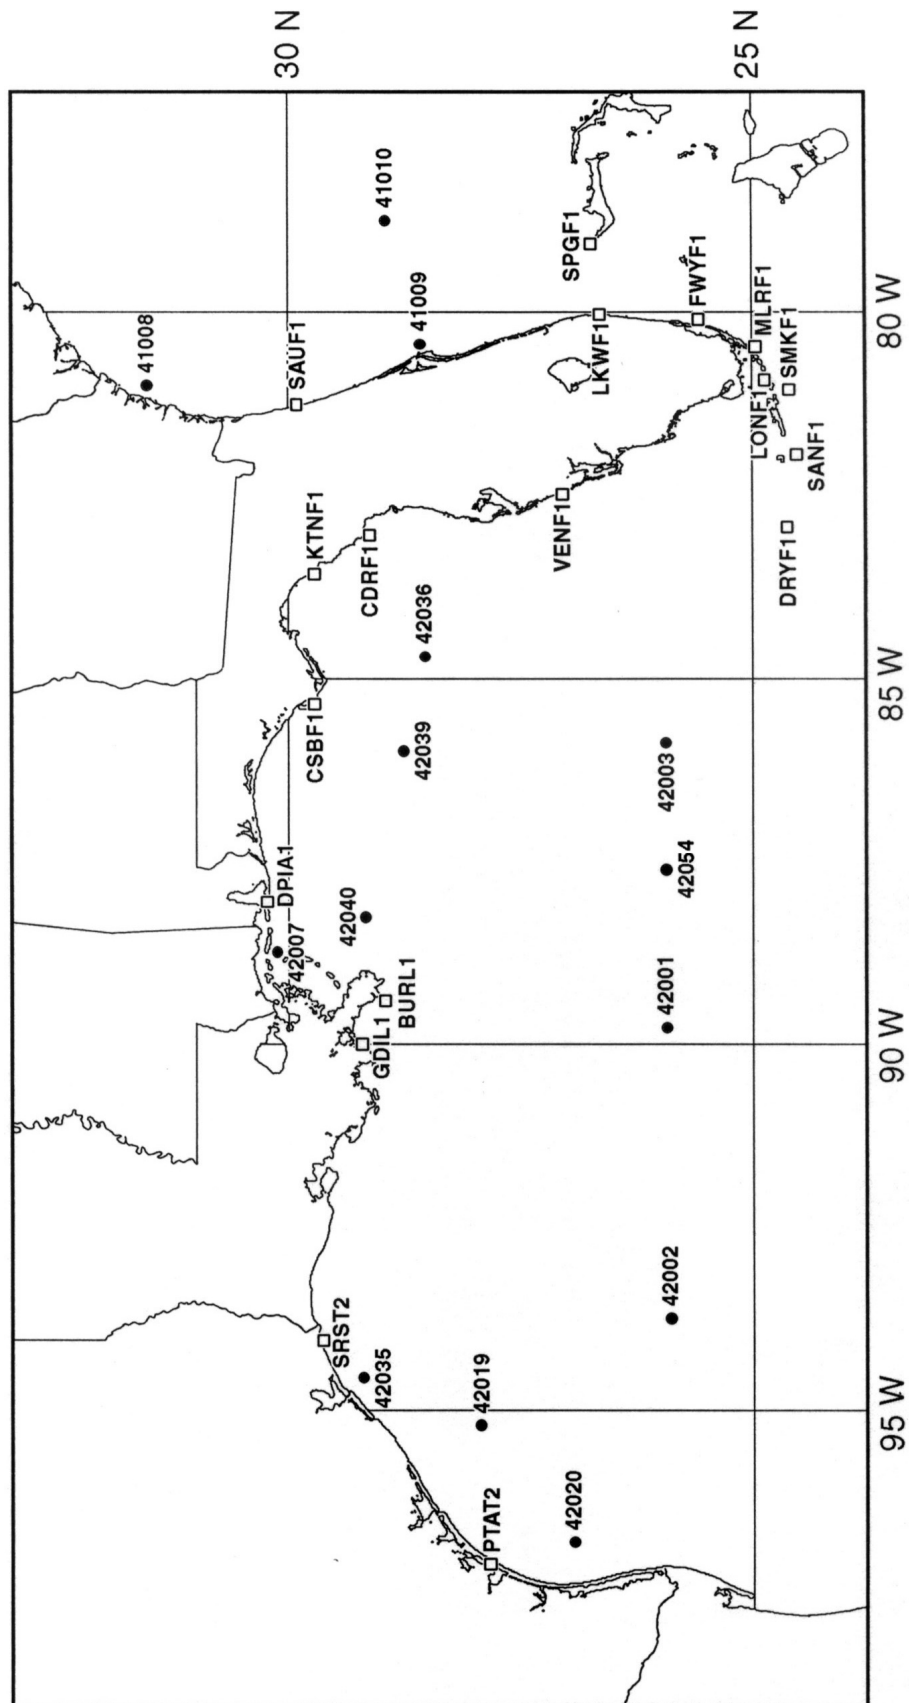 30 N
25 N
41010
41008
SPGF1
41009
80 W
SAUF1
LKWF1
FWYF1
MLRF1
SMKF1
LONF1
SANF1
KTNF1
CDRF1
VENF1
DRYF1
42036
85 W
CSBF1
42039
42003
DPIA1
42040
42054
42007
BURL1
42001
GDIL1
90 W
42002
SRST2
42035
42019
95 W
PTAT2
42020